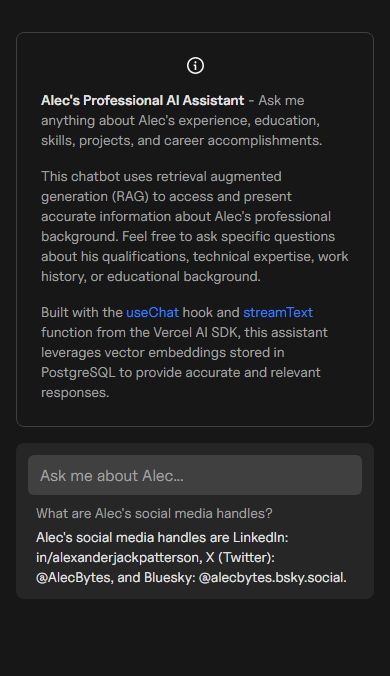 Alec's Professional AI Assistant - Ask me
anything about Alec's experience, education,
skills, projects, and career accomplishments.
This chatbot uses retrieval augmented
generation (RAG) to access and present
accurate information about Alec's professional
background. Feel free to ask specific questions
about his qualifications, technical expertise, work
history, or educational background.
Built with the useChat hook and streamText
function from the Vercel AI SDK, this assistant
leverages vector embeddings stored in
PostgreSQL to provide accurate and relevant
responses.
Ask me about Alec...
What are Alec's social media handles?
Alec's social media handles are LinkedIn:
in/alexanderjackpatterson, X (Twitter):
@AlecBytes, and Bluesky: @alecbytes.bsky.social.